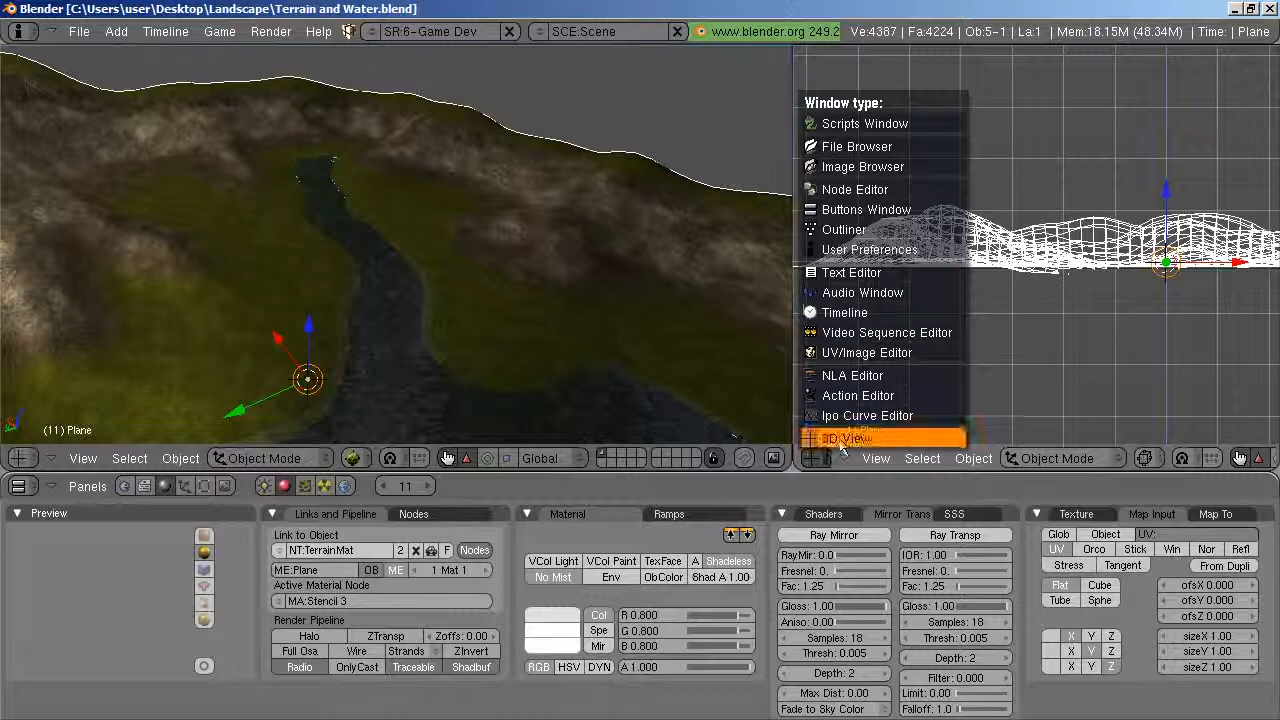 Blender [C:\Users\user\Desktop\Landscape\Terrain and Water.blend]
File Add Timeline Game Render Help SR:6-Game Dev SCE:Scene www.blender.org 249.2 Ve:4387 | Fa:4224 | Ob:5-1 | La:1 | Mem:18.15M (48.34M) | Time: | Plane
Window type:
Scripts Window
File Browser
Image Browser
Node Editor
Buttons Window
Outliner
User Preferences
Text Editor
Audio Window
Timeline
Video Sequence Editor
UV/Image Editor
NLA Editor
Action Editor
Ipo Curve Editor
3D View
(11) Plane
View Select Object Object Mode Global
View Select Object Object Mode
Panels 11
Preview
Links and Pipeline Nodes
Link to Object
NT:TerrainMat 2 F Nodes
ME:Plane OB ME 1 Mat 1
Active Material Node
MA:Stencil 3
Render Pipeline
Halo ZTransp Zoffs: 0.00
Full Osa Wire Strands ZInvert
Radio OnlyCast Traceable Shadbuf
Material Ramps
VCol Light VCol Paint TexFace A Shadeless
No Mist Env ObColor Shad A 1.00
Col R 0.800
Spe G 0.800
Mir B 0.800
RGB HSV DYN A 1.000
Shaders Mirror Trans SSS
Ray Mirror Ray Transp
RayMir: 0.0 IOR: 1.00
Fresnel: 0. Fresnel: 0.
Fac: 1.25 Fac: 1.25
Gloss: 1.00 Gloss: 1.00
Aniso: 0.00 Samples: 18
Samples: 18 Thresh: 0.005
Thresh: 0.005 Depth: 2
Depth: 2 Filter: 0.000
Max Dist: 0.00 Limit: 0.00
Fade to Sky Color Falloff: 1.0
Texture Map Input Map To
Glob Object UV:
UV Orco Stick Win Nor Refl
Stress Tangent From Dupli
Flat Cube ofsX 0.000
Tube Sphe ofsY 0.000
ofsZ 0.000
X Y Z sizeX 1.00
X Y Z sizeY 1.00
X Y Z sizeZ 1.00